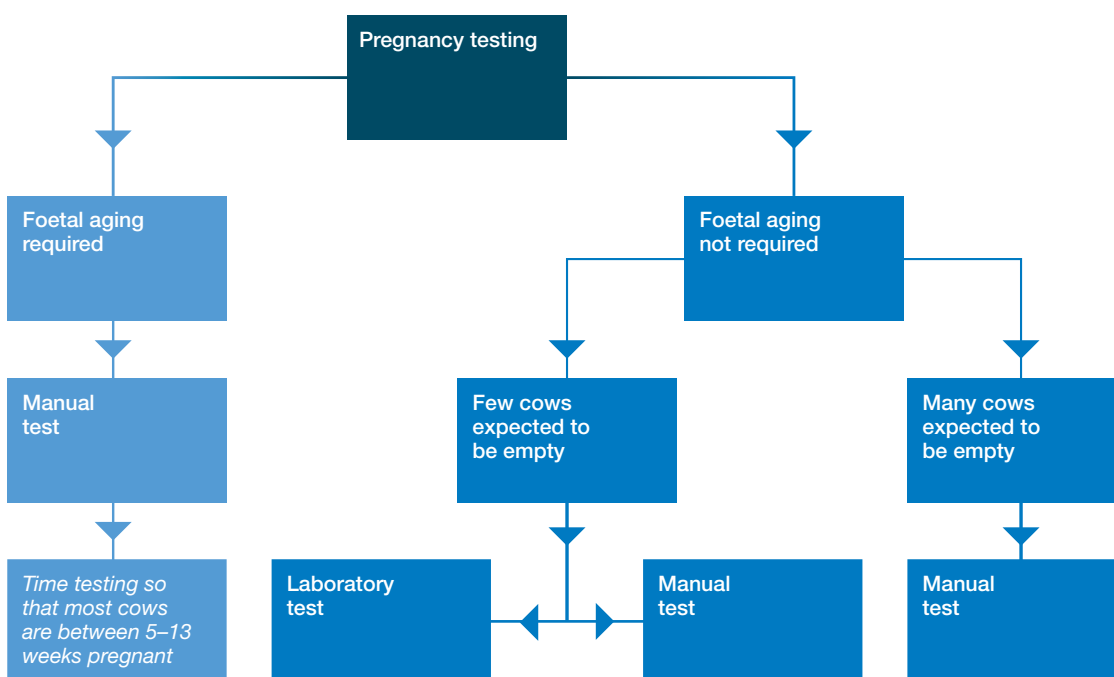 Pregnancy testing
Foetal aging
required
Foetal aging
not required
Manual
test
Few cows
expected to
be empty
Many cows
expected to
be empty
Time testing so
that most cows
are between 5–13
weeks pregnant
Laboratory
test
Manual
test
Manual
test